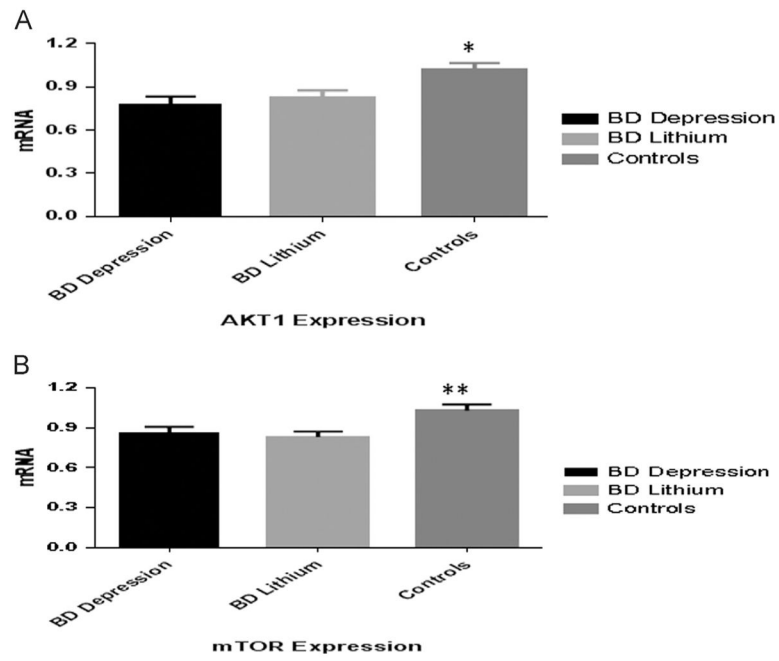 A
*
1.2
0.9
0.6
0.3
0.0
mRNA
BD Depression
BD Lithium
Controls
BD Depression
BD Lithium
Controls
AKT1 Expression
B
**
1.2
0.9
0.6
0.3
0.0
mRNA
BD Depression
BD Lithium
Controls
BD Depression
BD Lithium
Controls
mTOR Expression